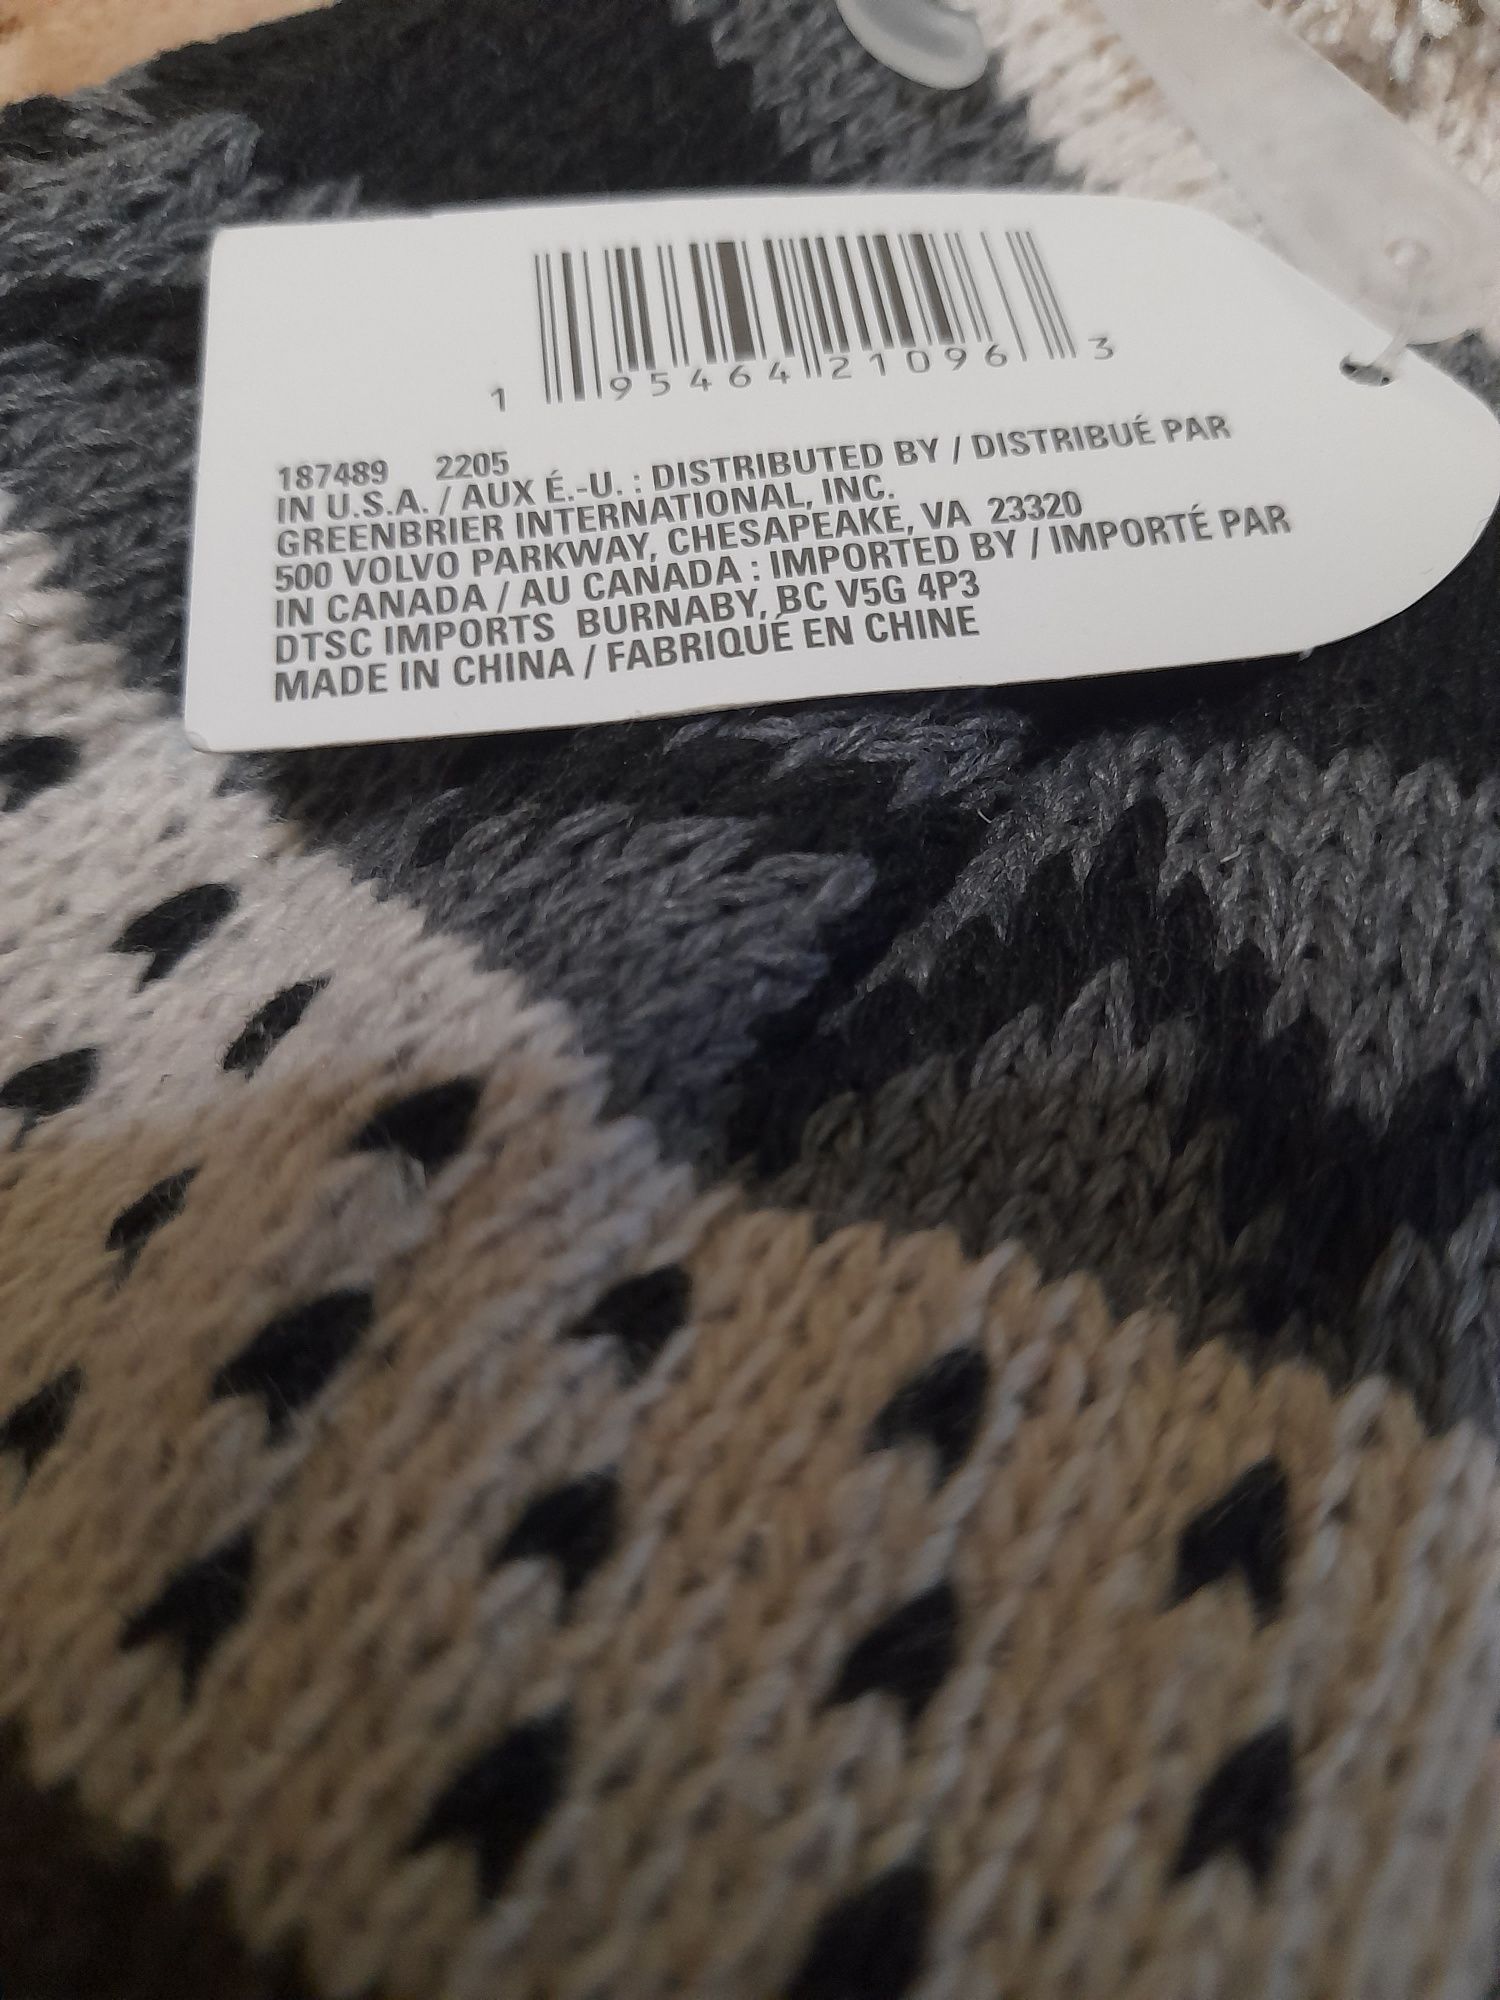 1 95464 21096 3
187489 2205
IN U.S.A. / AUX É.-U. : DISTRIBUTED BY / DISTRIBUÉ PAR
GREENBRIER INTERNATIONAL, INC.
500 VOLVO PARKWAY, CHESAPEAKE, VA 23320
IN CANADA / AU CANADA : IMPORTED BY / IMPORTÉ PAR
DTSC IMPORTS BURNABY, BC V5G 4P3
MADE IN CHINA / FABRIQUÉ EN CHINE